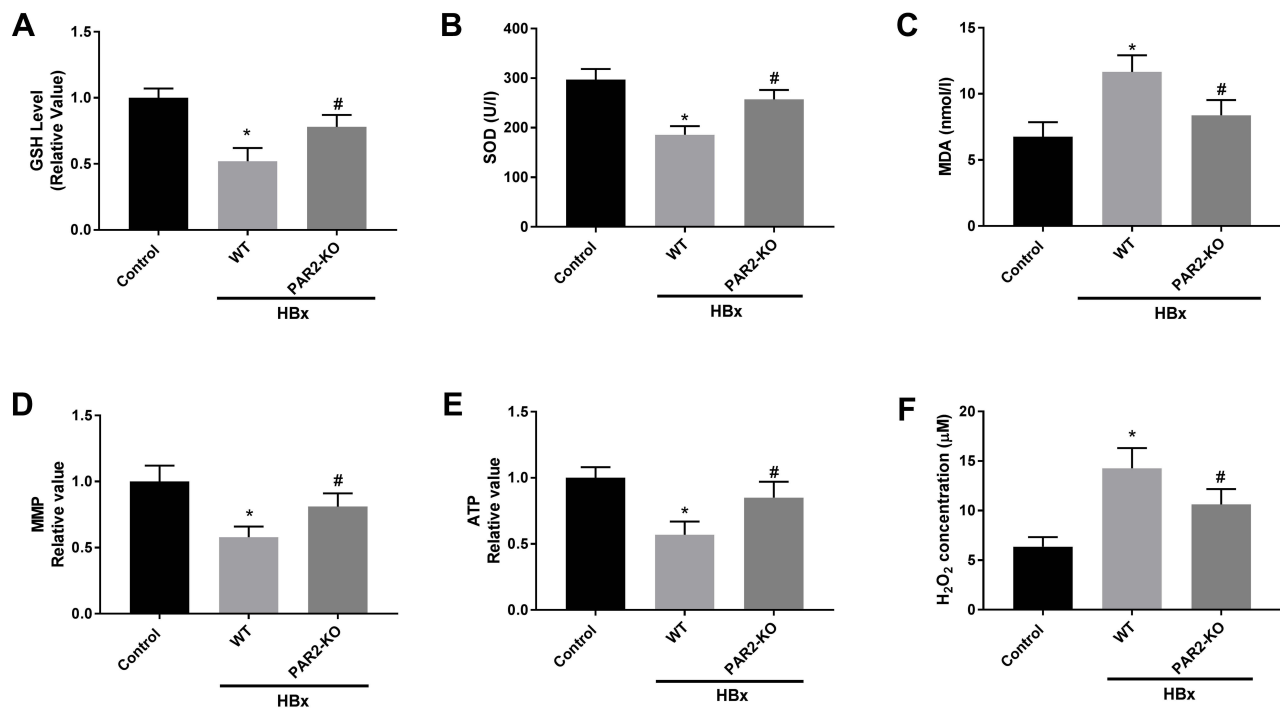 A
GSH Level
(Relative Value)
1.5
1.0
0.5
0.0
*
#
Control
WT
PAR2-KO
HBx
B
SOD (U/l)
400
300
200
100
0
*
#
Control
WT
PAR2-KO
HBx
C
MDA (nmol/l)
15
10
5
0
*
#
Control
WT
PAR2-KO
HBx
D
MMP
Relative value
1.5
1.0
0.5
0.0
*
#
Control
WT
PAR2-KO
HBx
E
ATP
Relative value
1.5
1.0
0.5
0.0
*
#
Control
WT
PAR2-KO
HBx
F
H₂O₂ concentration (μM)
20
15
10
5
0
*
#
Control
WT
PAR2-KO
HBx